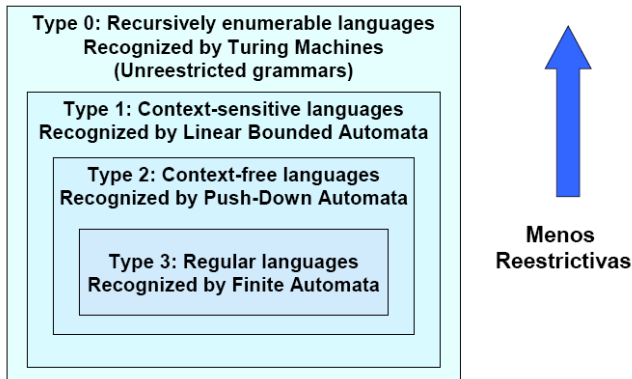 Type 0: Recursively enumerable languages
Recognized by Turing Machines
(Unreestricted grammars)
Type 1: Context-sensitive languages
Recognized by Linear Bounded Automata
Type 2: Context-free languages
Recognized by Push-Down Automata
Type 3: Regular languages
Recognized by Finite Automata
Menos
Reestrictivas